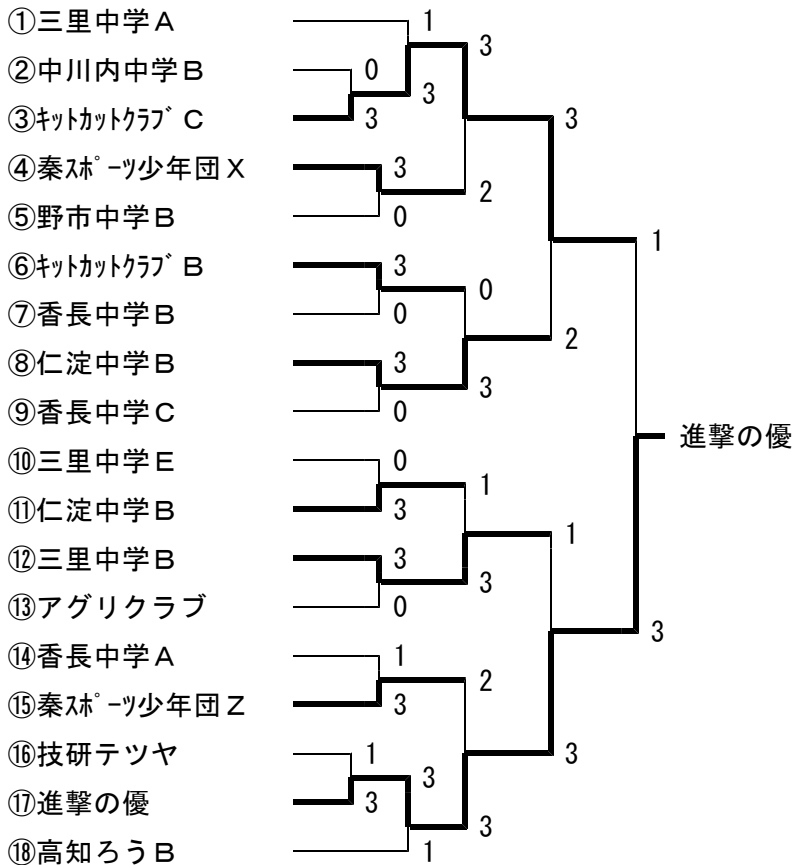 ①三里中学A
1
3
②中川内中学B
0
3
3
③ｷｯﾄｶｯﾄｸﾗﾌﾞC
3
④秦ｽﾎﾟｰﾂ少年団X
3
2
⑤野市中学B
0
1
⑥ｷｯﾄｶｯﾄｸﾗﾌﾞB
3
0
⑦香長中学B
0
2
⑧仁淀中学B
3
3
⑨香長中学C
0
進撃の優
⑩三里中学E
0
1
⑪仁淀中学B
3
1
⑫三里中学B
3
3
⑬アグリクラブ
0
3
⑭香長中学A
1
2
⑮秦ｽﾎﾟｰﾂ少年団Z
3
⑯技研テツヤ
1
3
3
⑰進撃の優
3
3
⑱高知ろうB
1